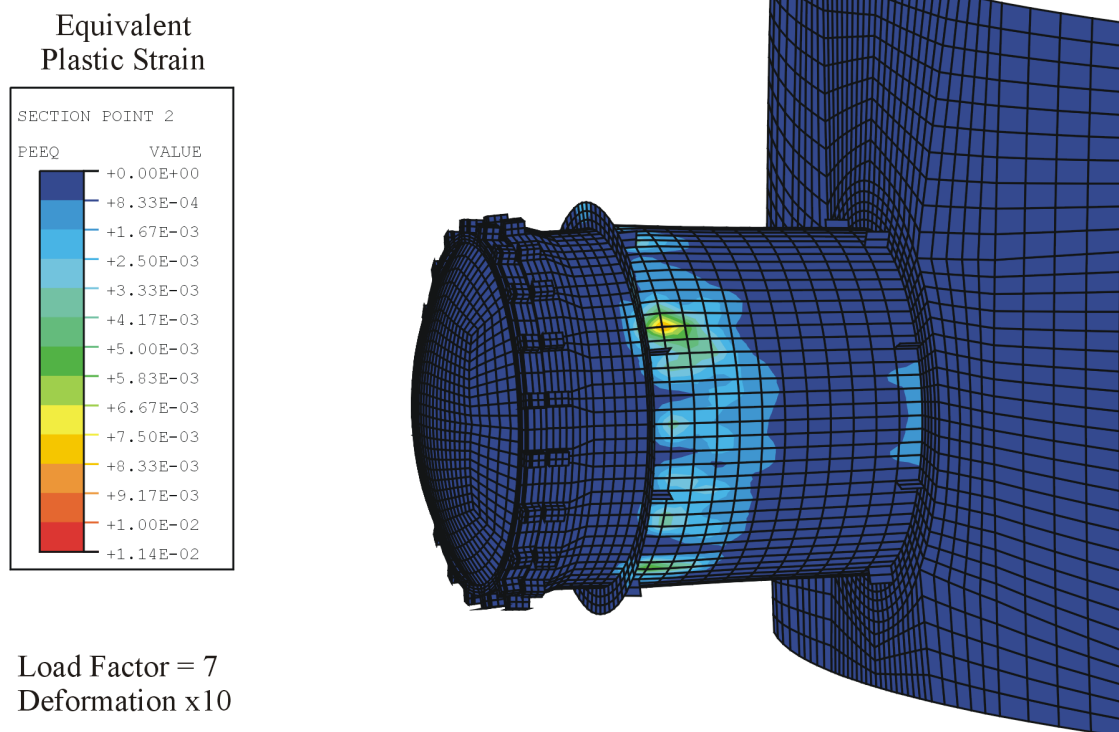 Equivalent
Plastic Strain
SECTION POINT 2
PEEQ VALUE
+0.00E+00
+8.33E-04
+1.67E-03
+2.50E-03
+3.33E-03
+4.17E-03
+5.00E-03
+5.83E-03
+6.67E-03
+7.50E-03
+8.33E-03
+9.17E-03
+1.00E-02
+1.14E-02
Load Factor = 7
Deformation x10